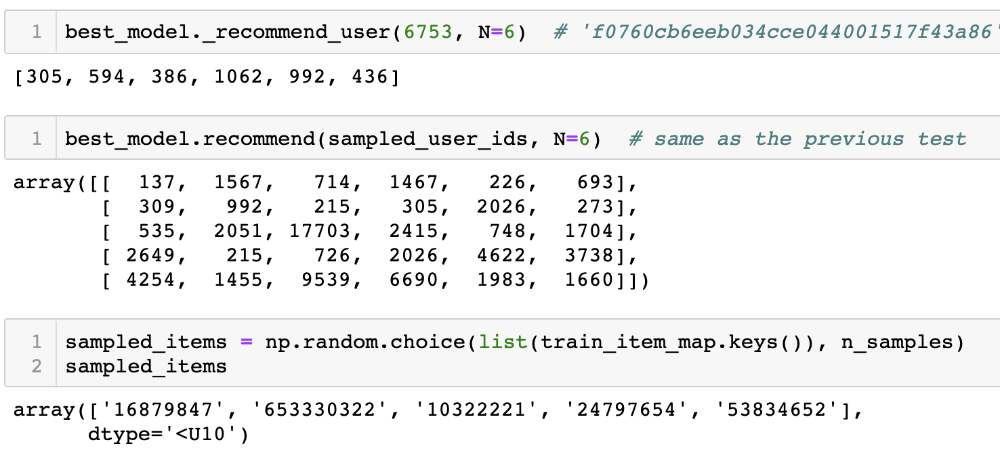 1 best_model._recommend_user(6753, N=6)  # 'f0760cb6eeb034cce044001517f43a86'
[305, 594, 386, 1062, 992, 436]
1 best_model.recommend(sampled_user_ids, N=6)  # same as the previous test
array([[  137,  1567,   714,  1467,   226,   693],
       [  309,   992,   215,   305,  2026,   273],
       [  535,  2051, 17703,  2415,   748,  1704],
       [ 2649,   215,   726,  2026,  4622,  3738],
       [ 4254,  1455,  9539,  6690,  1983,  1660]])
1 sampled_items = np.random.choice(list(train_item_map.keys()), n_samples)
2 sampled_items
array(['16879847', '653330322', '10322221', '24797654', '53834652'],
      dtype='<U10')